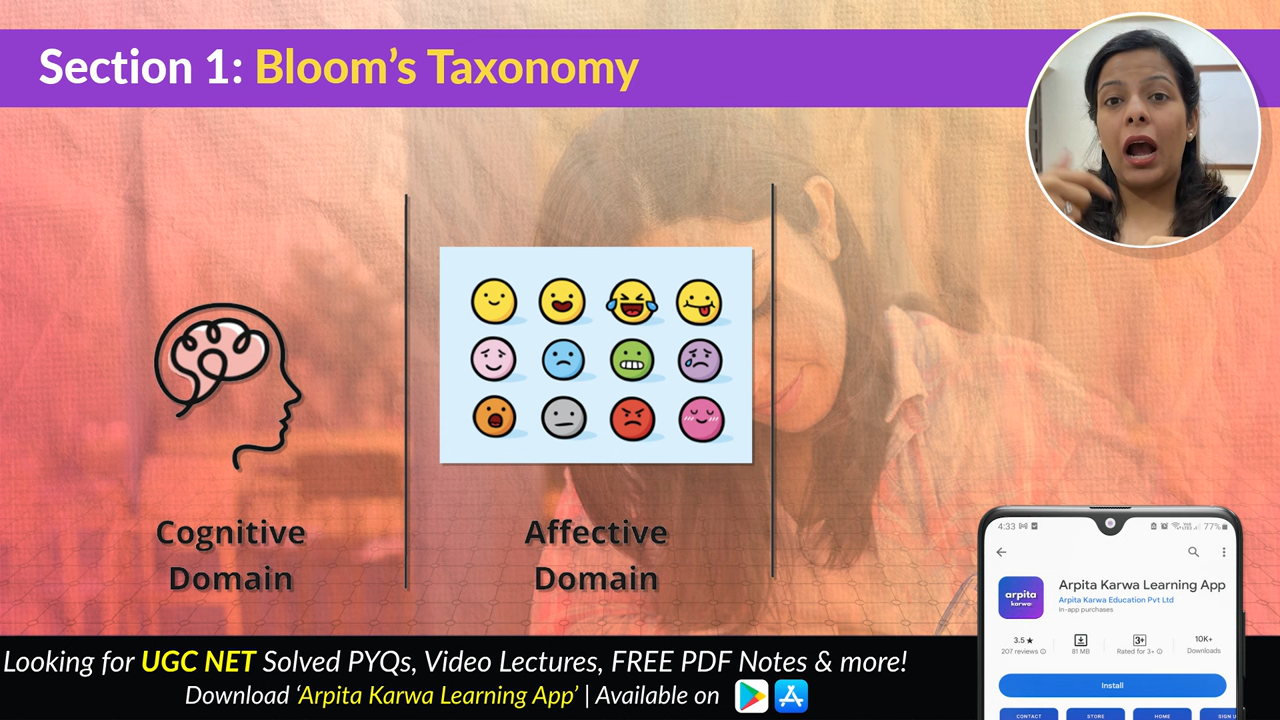 Section 1: Bloom’s Taxonomy
Cognitive
Domain
Affective
Domain
4:33
77%
Arpita Karwa Learning App
arpita
karwa
Arpita Karwa Education Pvt Ltd
In-app purchases
3.5★
207 reviews
81 MB
3+
Rated for 3+
10K+
Downloads
Install
CONTACT
STORE
HOME
SIGN
Looking for UGC NET Solved PYQs, Video Lectures, FREE PDF Notes & more!
Download ‘Arpita Karwa Learning App’ | Available on